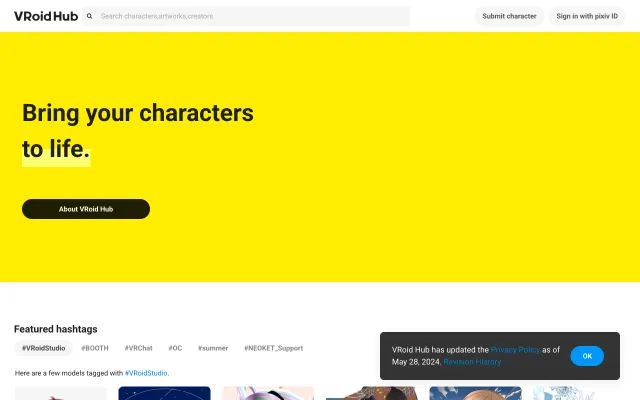 VRoid Hub
Search characters,artworks,creators
Submit character
Sign in with pixiv ID
Bring your characters
to life.
About VRoid Hub
Featured hashtags
#VRoidStudio #BOOTH #VRChat #OC #summer #NEOKET_Support
Here are a few models tagged with #VRoidStudio.
VRoid Hub has updated the Privacy Policy as of
May 28, 2024. Revision History
OK